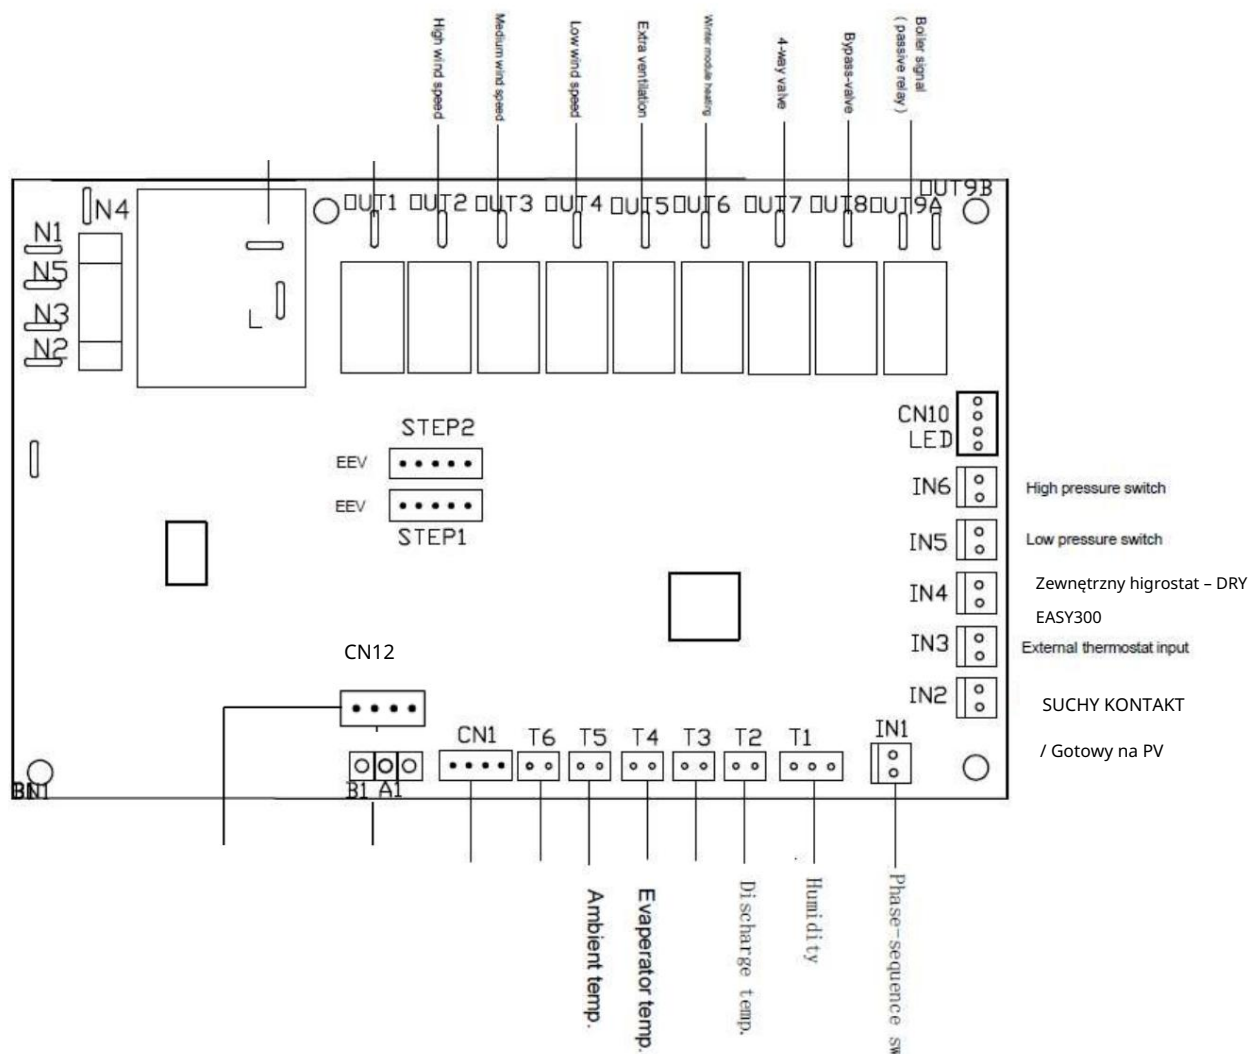 High wind speed
Medium wind speed
Low wind speed
Extra ventilation
Winter module heating
4-way valve
Bypass-valve
Boiler signal
( passive relay )
N4
N1
N5
N3
N2
L
OUT1
OUT2
OUT3
OUT4
OUT5
OUT6
OUT7
OUT8
OUT9A
OUT9B
STEP2
EEV
EEV
STEP1
CN10
LED
IN6
High pressure switch
IN5
Low pressure switch
IN4
Zewnętrzny higrostat – DRY
EASY300
IN3
External thermostat input
IN2
SUCHY KONTAKT
/ Gotowy na PV
IN1
CN12
CN1
T6
T5
T4
T3
T2
T1
B1
A1
Ambient temp.
Evaperator temp.
Discharge temp.
Humidity
Phase-sequence sw